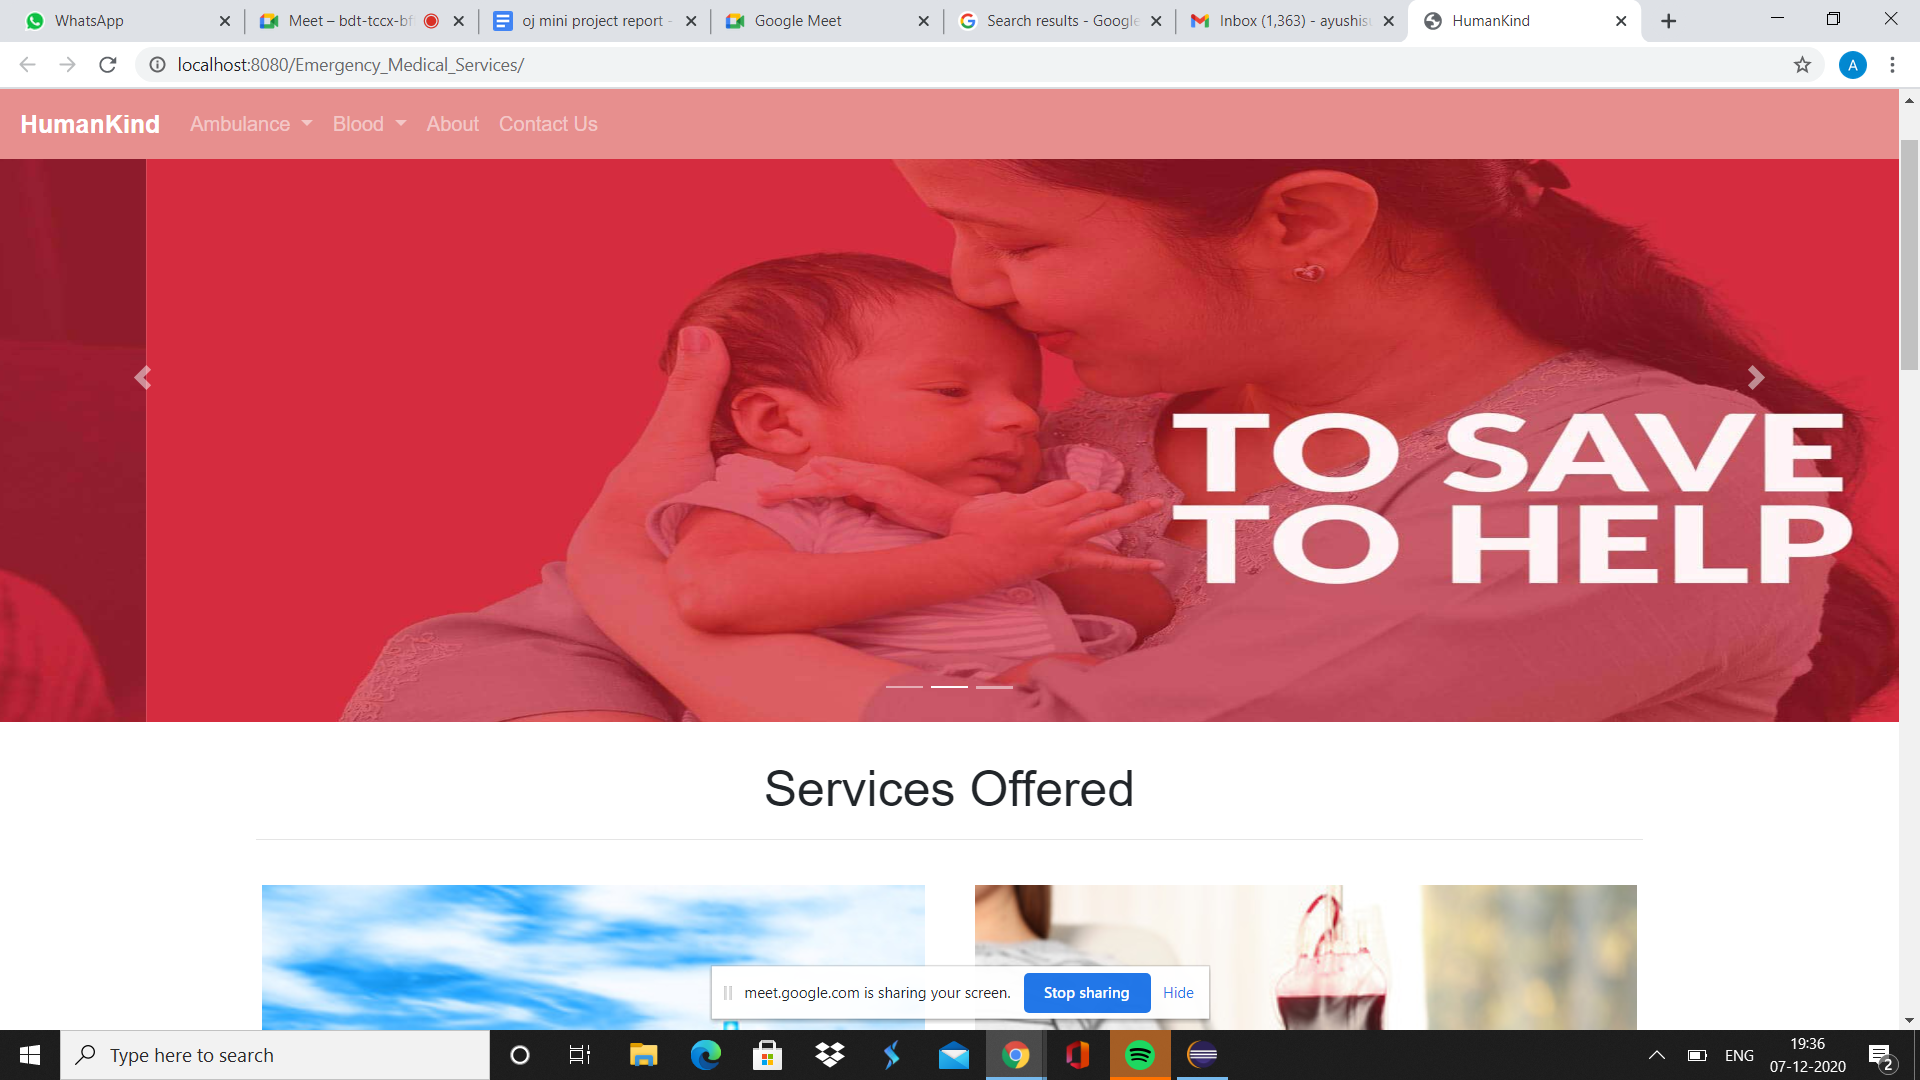 WhatsApp
Meet – bdt-tccx-bf
oj mini project report -
Google Meet
Search results - Google
Inbox (1,363) - ayushis
HumanKind
localhost:8080/Emergency_Medical_Services/
A
HumanKind
Ambulance
Blood
About
Contact Us
TO SAVE
TO HELP
Services Offered
meet.google.com is sharing your screen.
Stop sharing
Hide
Type here to search
ENG
19:36
07-12-2020
2